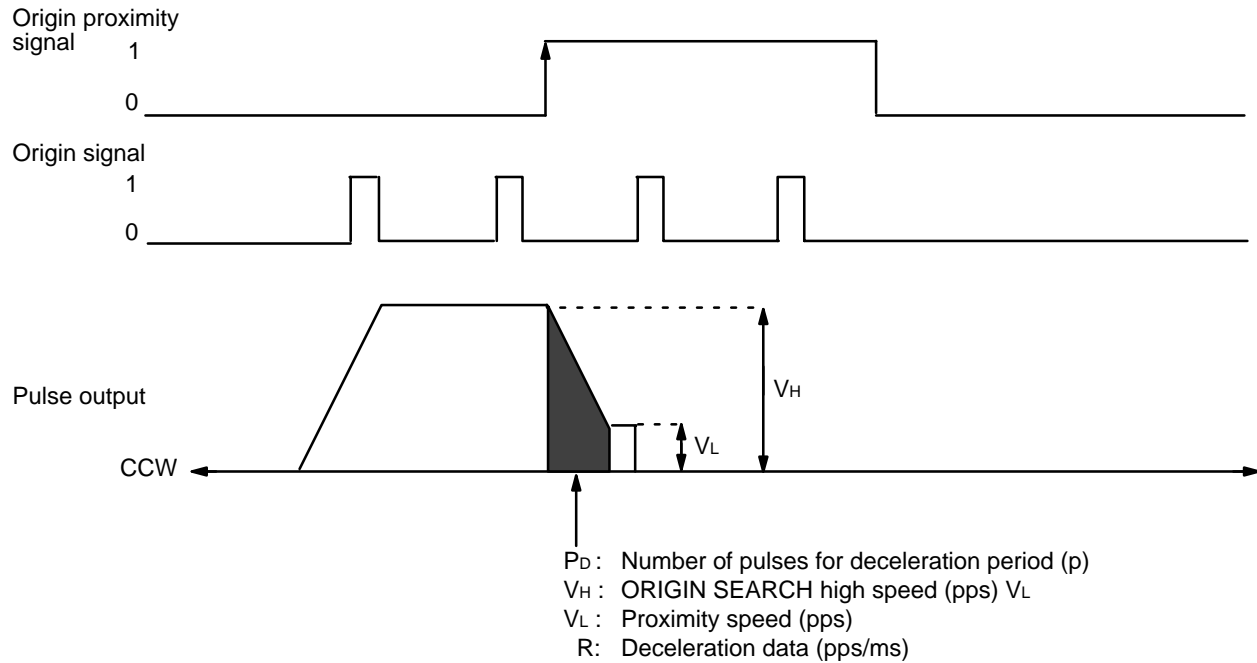 Origin proximity
signal
1
0
Origin signal
1
0
Pulse output
VH
VL
CCW
PD : Number of pulses for deceleration period (p)
VH : ORIGIN SEARCH high speed (pps) VL
VL : Proximity speed (pps)
R: Deceleration data (pps/ms)